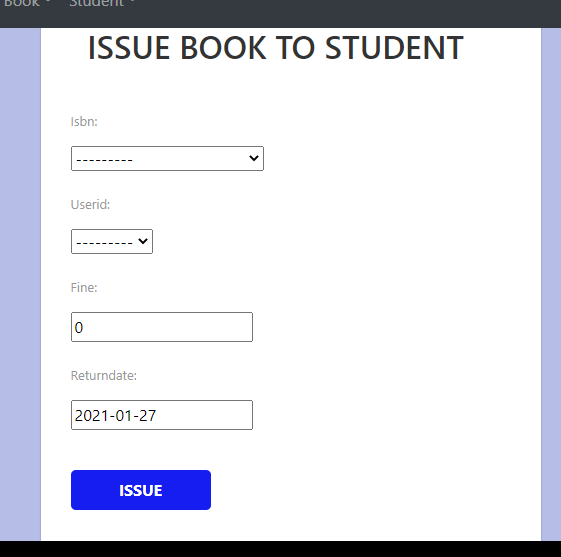 Book Student
ISSUE BOOK TO STUDENT
Isbn:
---------
Userid:
---------
Fine:
0
Returndate:
2021-01-27
ISSUE